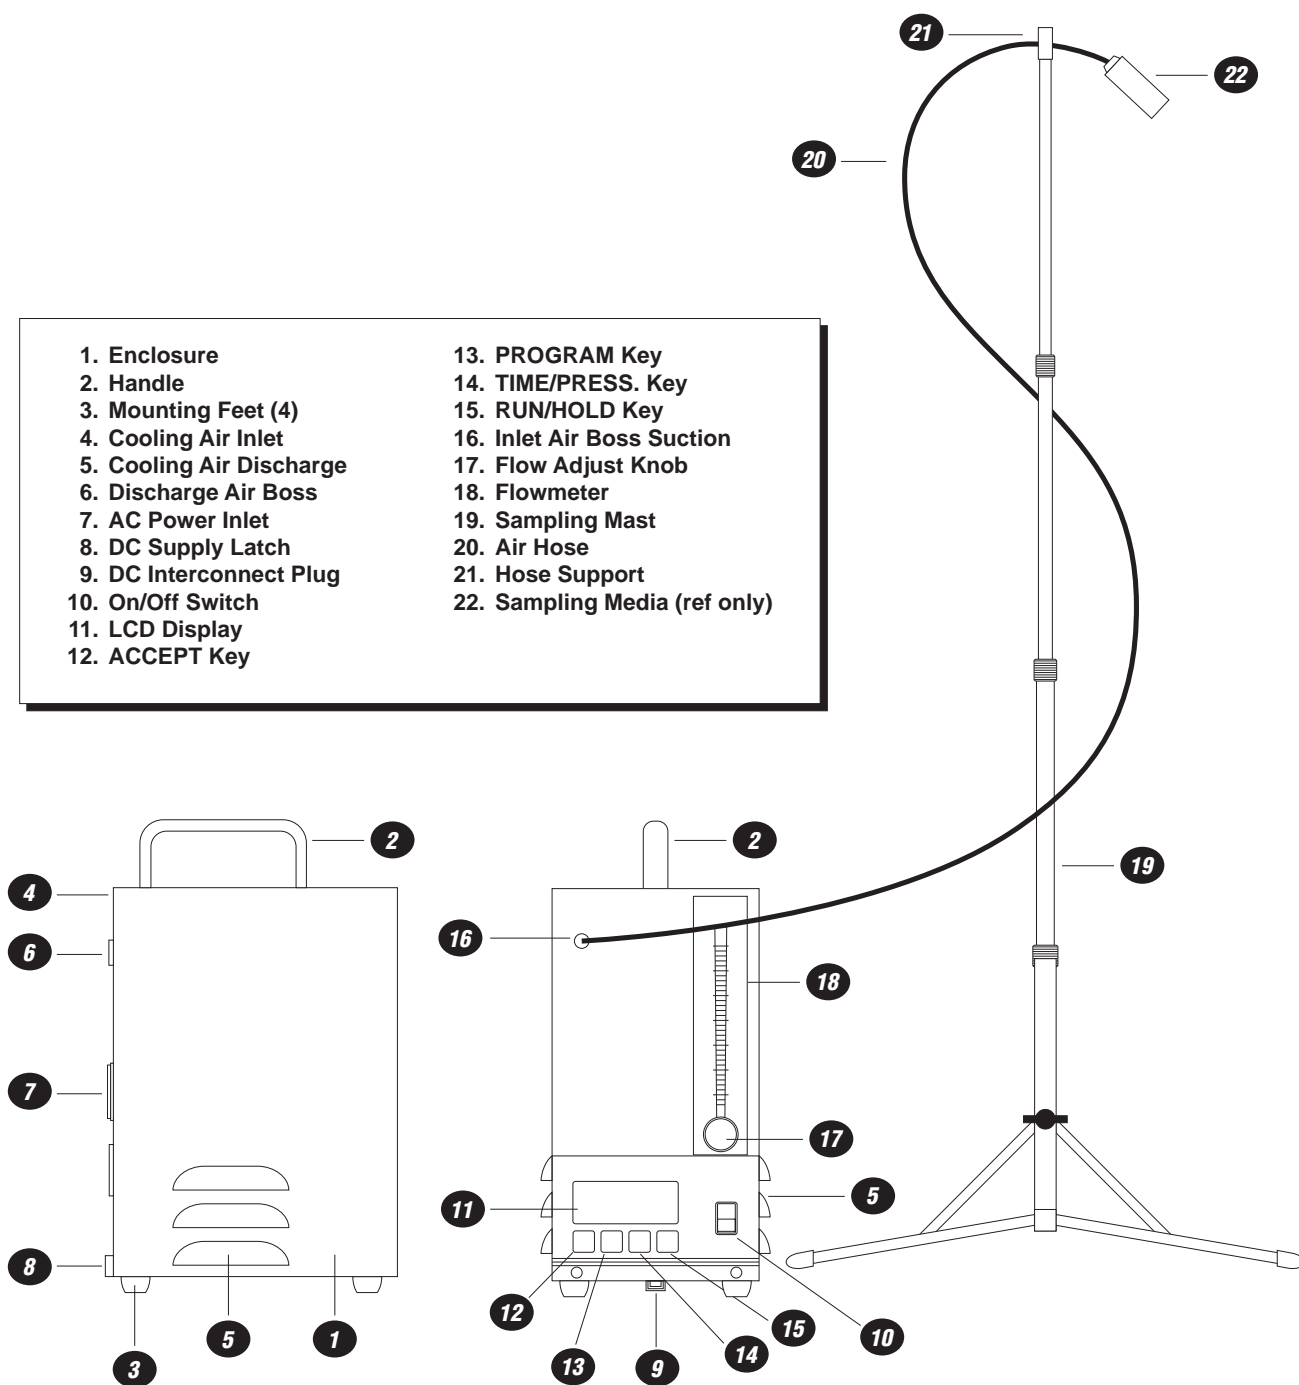 21
22
20
1. Enclosure
2. Handle
3. Mounting Feet (4)
4. Cooling Air Inlet
5. Cooling Air Discharge
6. Discharge Air Boss
7. AC Power Inlet
8. DC Supply Latch
9. DC Interconnect Plug
10. On/Off Switch
11. LCD Display
12. ACCEPT Key
13. PROGRAM Key
14. TIME/PRESS. Key
15. RUN/HOLD Key
16. Inlet Air Boss Suction
17. Flow Adjust Knob
18. Flowmeter
19. Sampling Mast
20. Air Hose
21. Hose Support
22. Sampling Media (ref only)
2
4
6
7
8
3
5
1
2
16
18
17
5
11
12
13
9
14
15
10
19